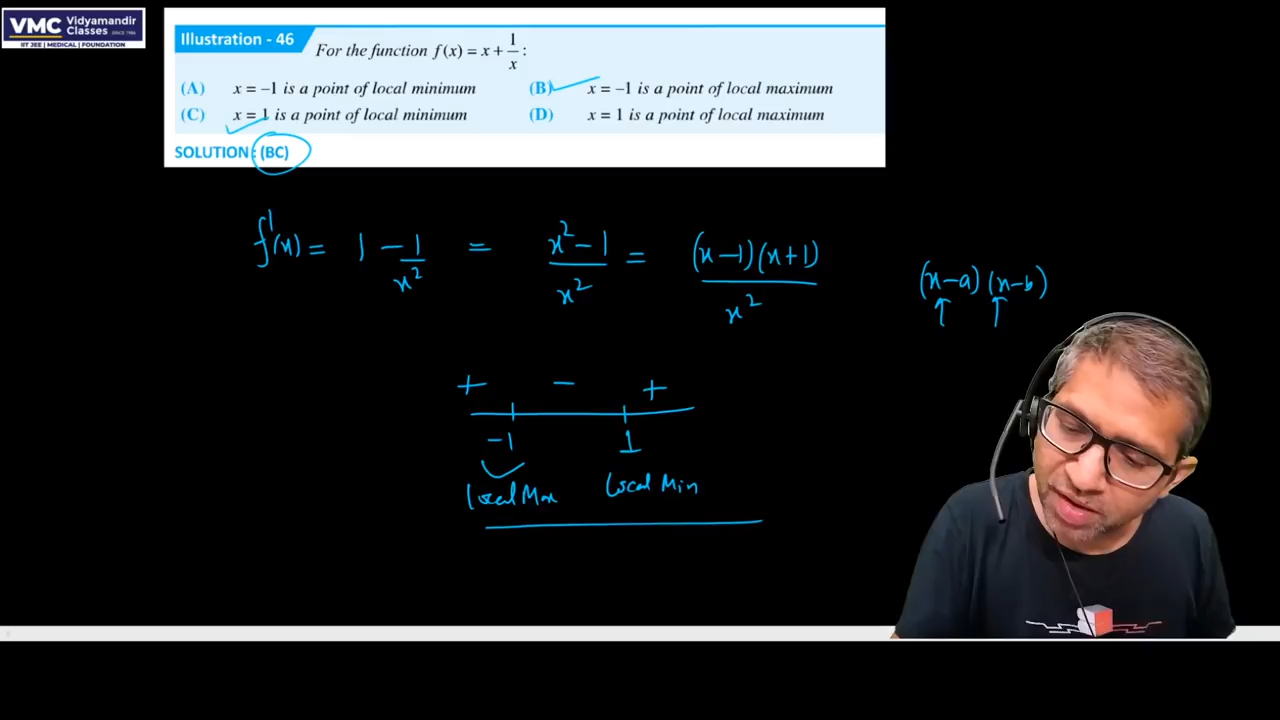 VMC Vidyamandir Classes SINCE 1986
IIT JEE | MEDICAL | FOUNDATION
Illustration - 46 For the function f(x) = x + 1/x :
(A) x = –1 is a point of local minimum (B) x = –1 is a point of local maximum
(C) x = 1 is a point of local minimum (D) x = 1 is a point of local maximum
SOLUTION : (BC)
f'(x) = 1 - 1/x² = x² - 1/x² = (x-1)(x+1)/x²
(x-a)(x-b)
+ - +
-1 1
local Max local Min